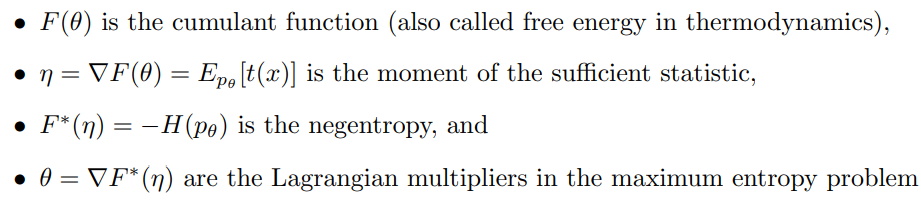 • F(θ) is the cumulant function (also called free energy in thermodynamics),
• η = ∇F(θ) = E_{p_θ}[t(x)] is the moment of the sufficient statistic,
• F*(η) = −H(p_θ) is the negentropy, and
• θ = ∇F*(η) are the Lagrangian multipliers in the maximum entropy problem